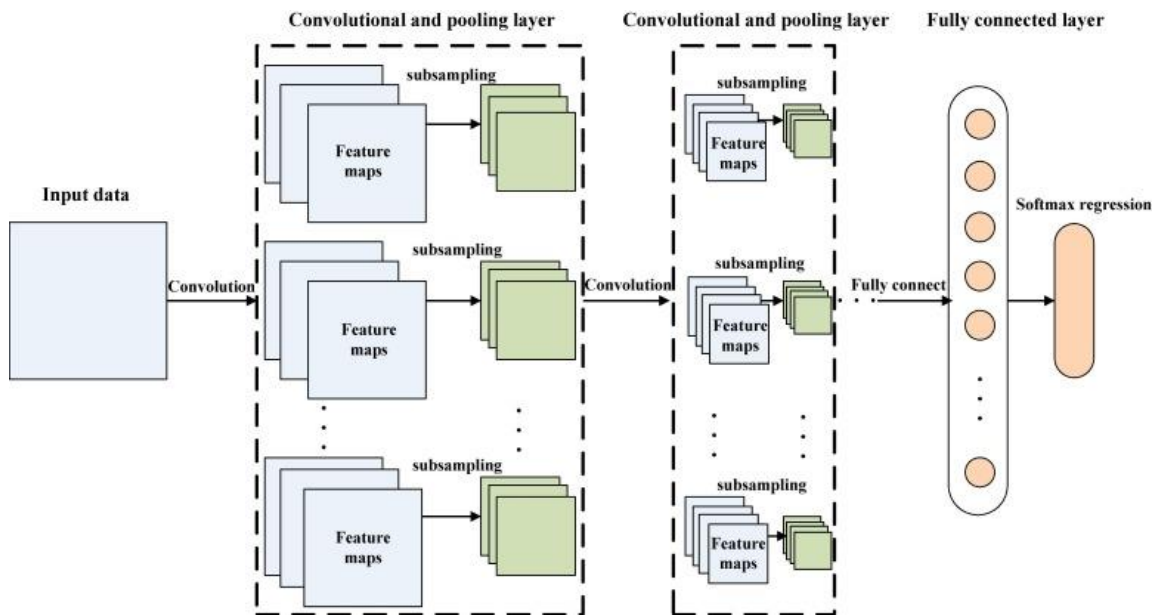 Convolutional and pooling layer
Convolutional and pooling layer
Fully connected layer
Input data
Convolution
subsampling
Feature
maps
subsampling
Feature
maps
subsampling
Feature
maps
Convolution
subsampling
Feature
maps
subsampling
Feature
maps
subsampling
Feature
maps
Fully connect
Softmax regression